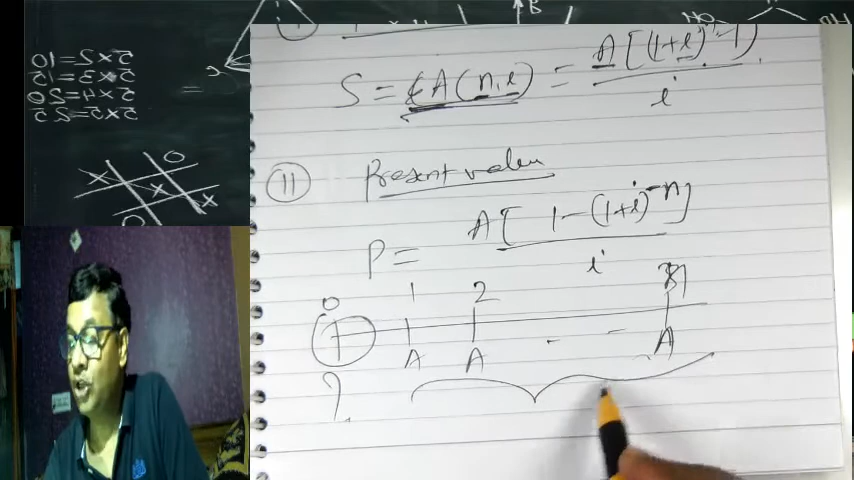 S = A(n, i) = A[(1+i)^n - 1] / i
(11) Present value
P = A[ 1 - (1+i)^-n ] / i
0 1 2 n
A A - - A
?
5×2=10
5×3=15
5×4=20
5×5=25